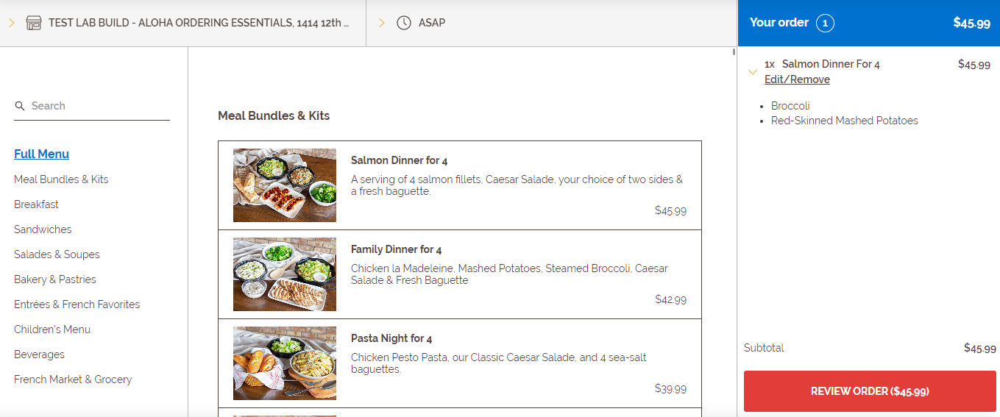 TEST LAB BUILD - ALOHA ORDERING ESSENTIALS, 1414 12th ...
ASAP
Your order 1 $45.99
Search
Full Menu
Meal Bundles & Kits
Breakfast
Sandwiches
Salades & Soupes
Bakery & Pastries
Entrées & French Favorites
Children's Menu
Beverages
French Market & Grocery
Meal Bundles & Kits
Salmon Dinner for 4
A serving of 4 salmon fillets, Caesar Salade, your choice of two sides &
a fresh baguette.
$45.99
Family Dinner for 4
Chicken la Madeleine, Mashed Potatoes, Steamed Broccoli, Caesar
Salade & Fresh Baguette
$42.99
Pasta Night for 4
Chicken Pesto Pasta, our Classic Caesar Salade, and 4 sea-salt
baguettes.
$39.99
1x Salmon Dinner For 4 $45.99
Edit/Remove
Broccoli
Red-Skinned Mashed Potatoes
Subtotal $45.99
REVIEW ORDER ($45.99)